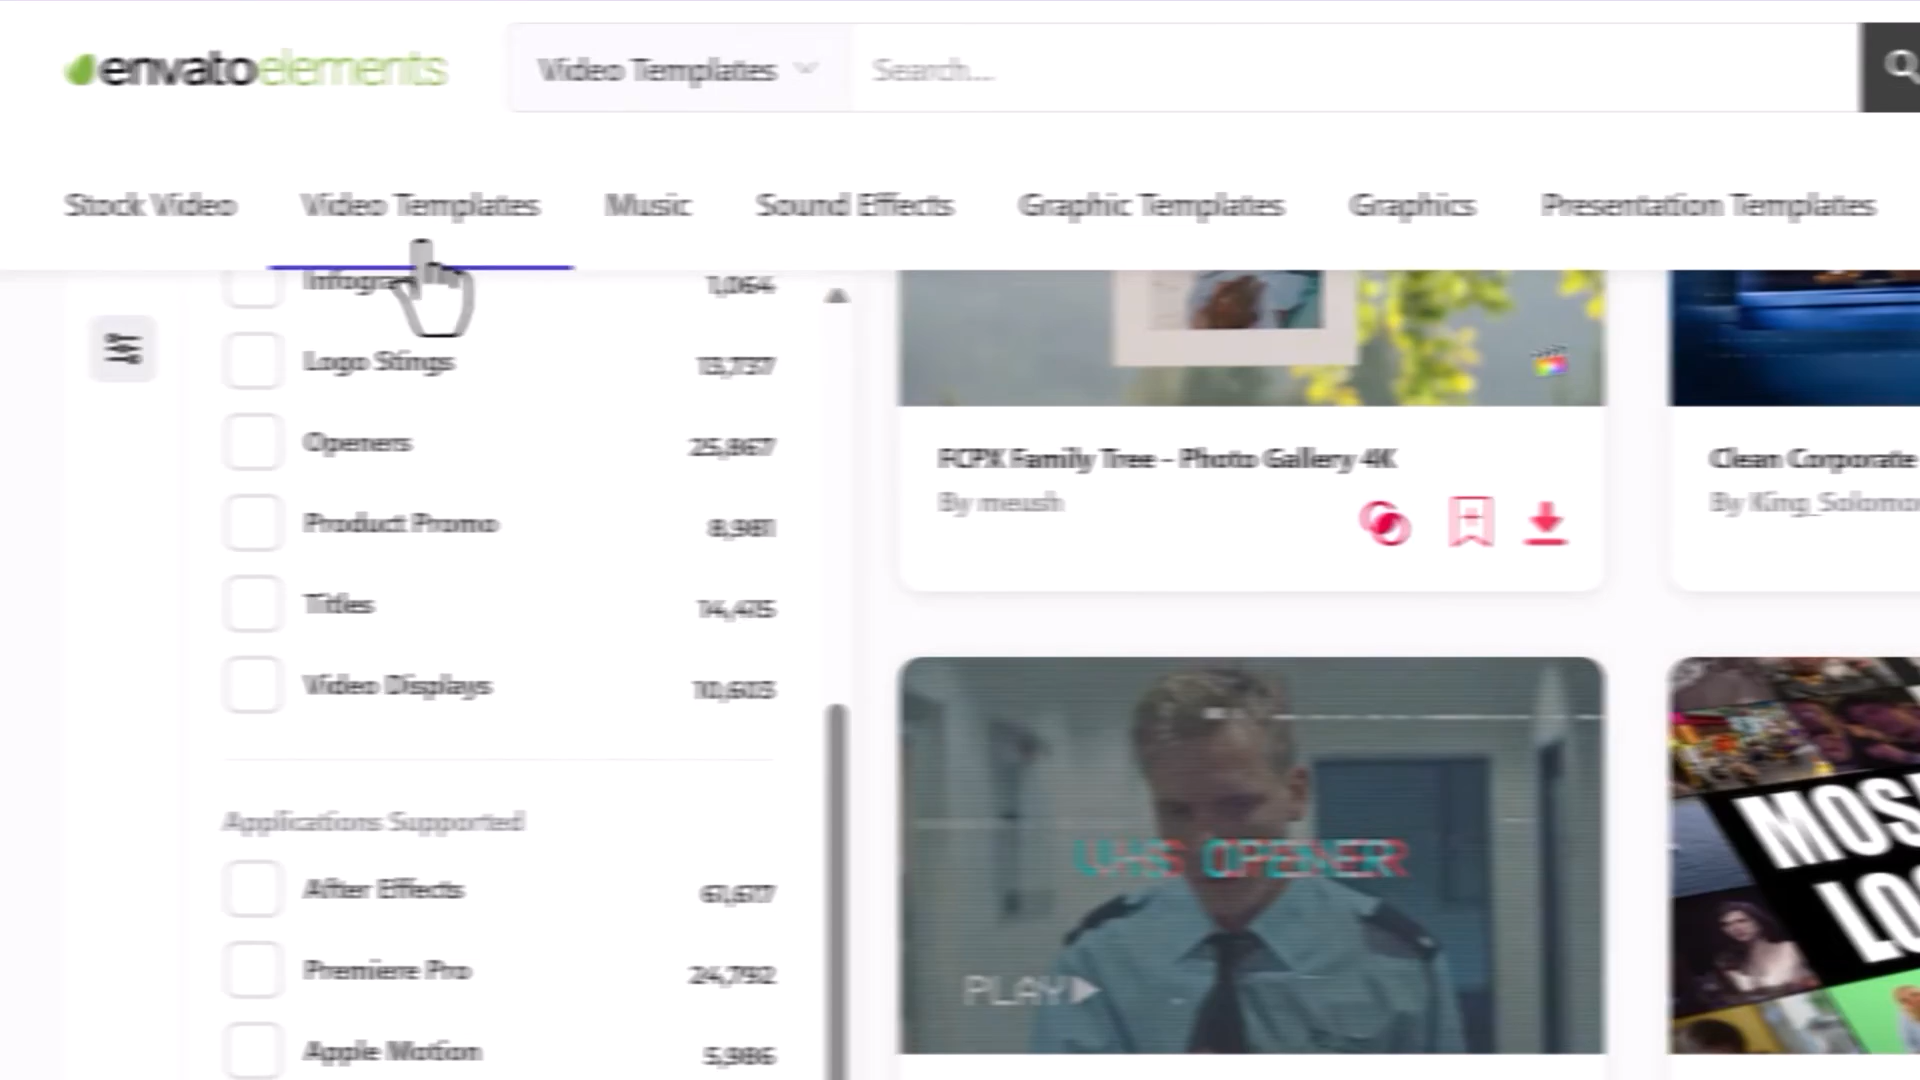 envatoelements
Video Templates
Search...
Stock Video
Video Templates
Music
Sound Effects
Graphic Templates
Graphics
Presentation Templates
1,064
Logo Stings
13,737
Openers
25,867
Product Promo
8,981
Titles
Video Displays
10,603
Applications Supported
After Effects
61,677
Premiere Pro
24,792
Apple Motion
5,986
FCPX Family Tree - Photo Gallery 4K
By meush
Clean Corporate
VHS OPENER
PLAY